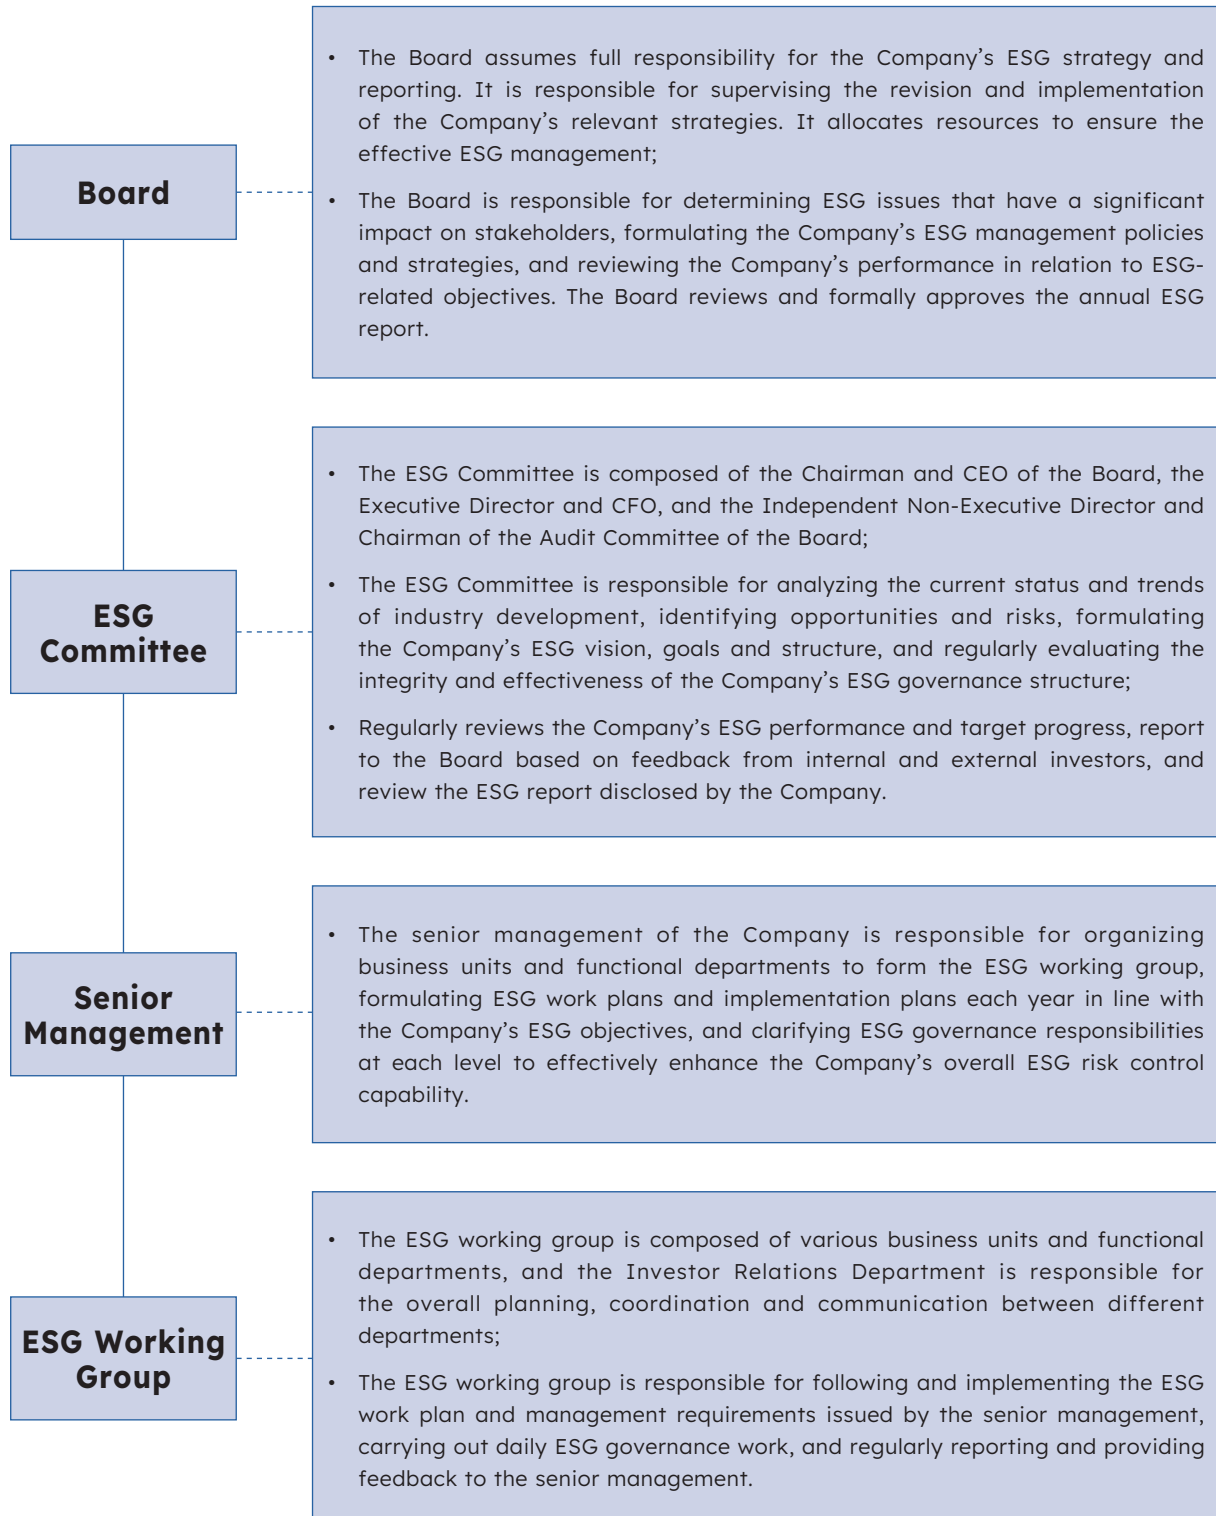 Board
• The Board assumes full responsibility for the Company’s ESG strategy and
reporting. It is responsible for supervising the revision and implementation
of the Company’s relevant strategies. It allocates resources to ensure the
effective ESG management;
• The Board is responsible for determining ESG issues that have a significant
impact on stakeholders, formulating the Company’s ESG management policies
and strategies, and reviewing the Company’s performance in relation to ESG-
related objectives. The Board reviews and formally approves the annual ESG
report.
ESG
Committee
• The ESG Committee is composed of the Chairman and CEO of the Board, the
Executive Director and CFO, and the Independent Non-Executive Director and
Chairman of the Audit Committee of the Board;
• The ESG Committee is responsible for analyzing the current status and trends
of industry development, identifying opportunities and risks, formulating
the Company’s ESG vision, goals and structure, and regularly evaluating the
integrity and effectiveness of the Company’s ESG governance structure;
• Regularly reviews the Company’s ESG performance and target progress, report
to the Board based on feedback from internal and external investors, and
review the ESG report disclosed by the Company.
Senior
Management
• The senior management of the Company is responsible for organizing
business units and functional departments to form the ESG working group,
formulating ESG work plans and implementation plans each year in line with
the Company’s ESG objectives, and clarifying ESG governance responsibilities
at each level to effectively enhance the Company’s overall ESG risk control
capability.
ESG Working
Group
• The ESG working group is composed of various business units and functional
departments, and the Investor Relations Department is responsible for
the overall planning, coordination and communication between different
departments;
• The ESG working group is responsible for following and implementing the ESG
work plan and management requirements issued by the senior management,
carrying out daily ESG governance work, and regularly reporting and providing
feedback to the senior management.